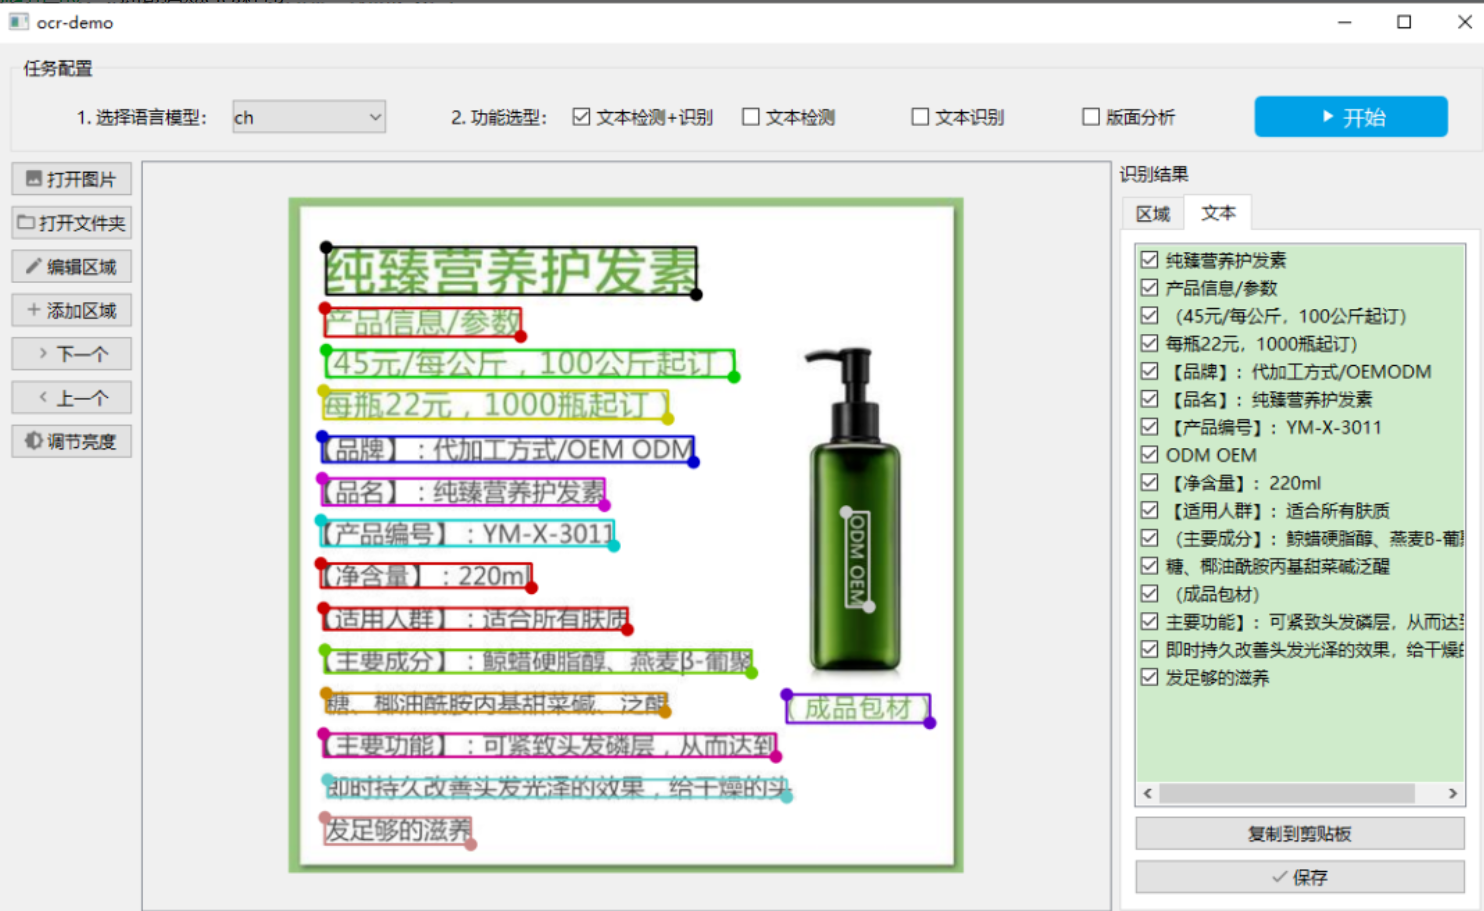 ocr-demo
任务配置
1. 选择语言模型：
ch
2. 功能选型：
文本检测+识别
文本检测
文本识别
版面分析
开始
打开图片
打开文件夹
编辑区域
添加区域
下一个
上一个
调节亮度
纯臻营养护发素
产品信息/参数
（45元/每公斤，100公斤起订）
每瓶22元，1000瓶起订）
【品牌】：代加工方式/OEM ODM
【品名】：纯臻营养护发素
【产品编号】：YM-X-3011
【净含量】：220ml
【适用人群】：适合所有肤质
【主要成分】：鲸蜡硬脂醇、燕麦β-葡聚
糖、椰油酰胺丙基甜菜碱、泛醌
【主要功能】：可紧致头发磷层，从而达到
即时持久改善头发光泽的效果，给干燥的头
发足够的滋养
ODM OEM
（成品包材）
识别结果
区域
文本
纯臻营养护发素
产品信息/参数
（45元/每公斤，100公斤起订）
每瓶22元，1000瓶起订）
【品牌】：代加工方式/OEMODM
【品名】：纯臻营养护发素
【产品编号】：YM-X-3011
ODM OEM
【净含量】：220ml
【适用人群】：适合所有肤质
（主要成分】：鲸蜡硬脂醇、燕麦B-葡
糖、椰油酰胺丙基甜菜碱泛醒
（成品包材）
主要功能】：可紧致头发磷层，从而达
即时持久改善头发光泽的效果，给干燥
发足够的滋养
复制到剪贴板
保存